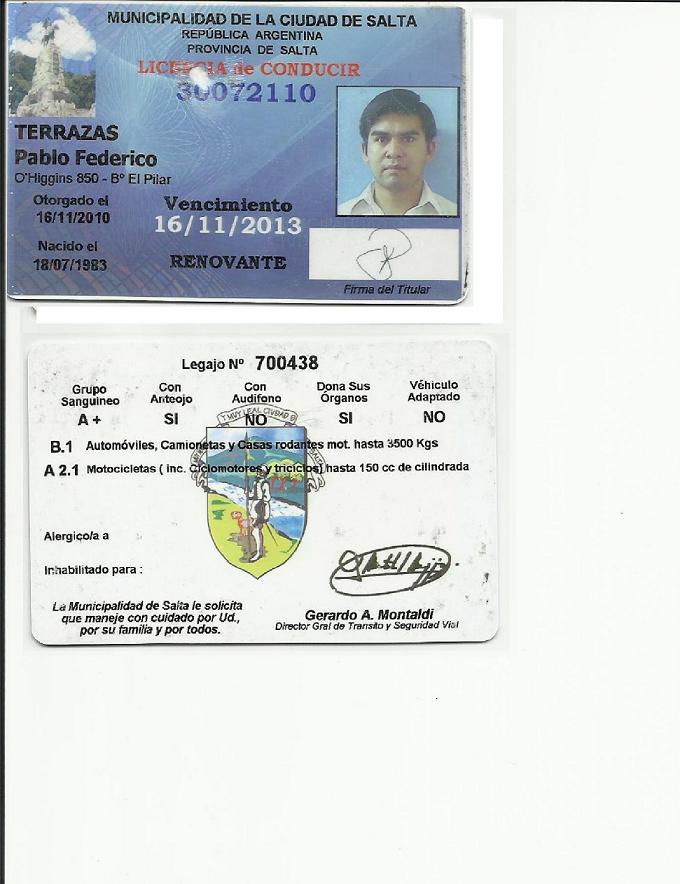 MUNICIPALIDAD DE LA CIUDAD DE SALTA
REPÚBLICA ARGENTINA
PROVINCIA DE SALTA
LICENCIA de CONDUCIR
30072110
TERRAZAS
Pablo Federico
O'Higgins 850 - Bº El Pilar
Otorgado el
16/11/2010
Vencimiento
16/11/2013
Nacido el
18/07/1983
RENOVANTE
Firma del Titular
Legajo Nº 700438
Grupo Sanguineo
A +
Con Anteojo
SI
Con Audifono
NO
Dona Sus Órganos
SI
Véhiculo Adaptado
NO
Y MVY LEAL CIVDAD D
B.1 Automóviles, Camionetas y Casas rodantes mot. hasta 3500 Kgs
A 2.1 Motocicletas ( inc. Ciclomotores y triciclos) hasta 150 cc de cilindrada
Alergico/a a
Inhabilitado para :
La Municipalidad de Salta le solicita
que maneje con cuidado por Ud.,
por su familia y por todos.
Gerardo A. Montaldi
Director Gral de Transito y Seguridad Vial